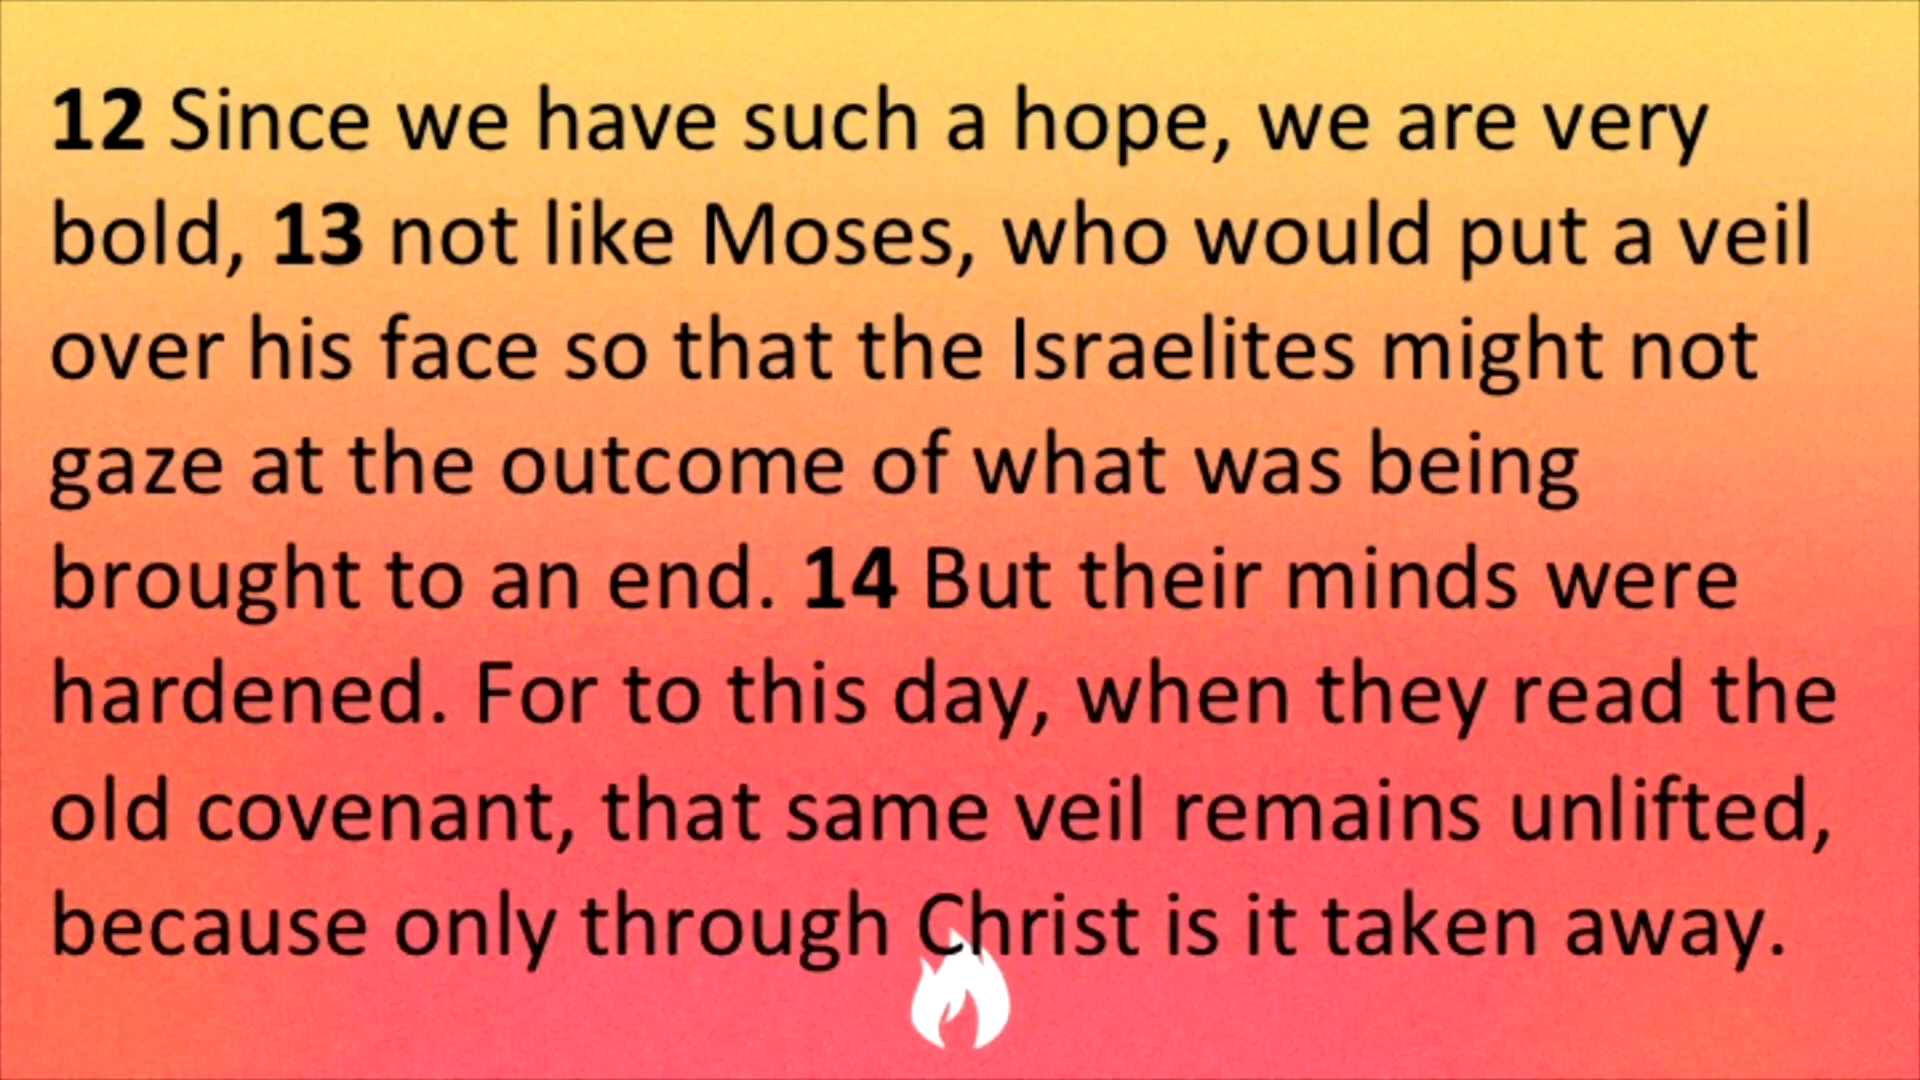 12 Since we have such a hope, we are very
bold, 13 not like Moses, who would put a veil
over his face so that the Israelites might not
gaze at the outcome of what was being
brought to an end. 14 But their minds were
hardened. For to this day, when they read the
old covenant, that same veil remains unlifted,
because only through Christ is it taken away.